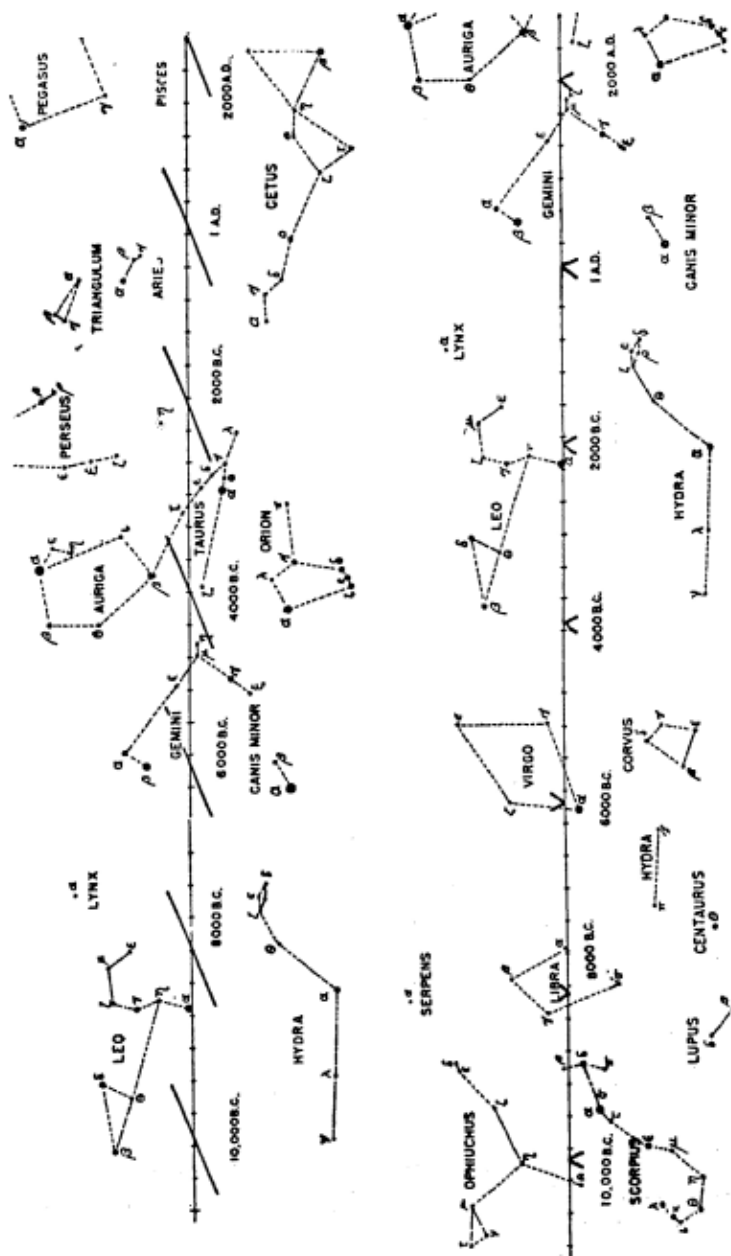 PEGASUS
α
γ
PISCES
2000 A.D.
CETUS
1 A.D.
TRIANGULUM
α
β
γ
ARIE
α
β
γ
α
γ
δ
ο
ζ
τ
θ
η
β
2000 B.C.
PERSEUS
ε
ξ
ζ
η
λ
γ
δ
ε
α
τ
TAURUS
ζ
β
AURIGA
α
ε
η
ι
β
θ
4000 B.C.
ORION
λ
γ
α
δ
ε
ζ
GEMINI
η
μ
ε
γ
ξ
α
β
6000 B.C.
CANIS MINOR
β
α
α
LYNX
8000 B.C.
LEO
μ
ε
ζ
γ
η
α
δ
θ
β
HYDRA
δ
ε
ζ
θ
α
λ
γ
10,000 B.C.
AURIGA
α
β
θ
2000 A.D.
α
GEMINI
η
ε
γ
ξ
α
β
1 A.D.
CANIS MINOR
β
α
α
LYNX
2000 B.C.
LEO
μ
ε
ζ
γ
α
δ
θ
β
HYDRA
δ
ε
ζ
ρ
θ
α
λ
γ
4000 B.C.
VIRGO
ε
γ
ζ
α
CORVUS
δ
γ
ε
β
6000 B.C.
HYDRA
γ
π
CENTAURUS
θ
α
SERPENS
LIBRA
β
α
γ
σ
8000 B.C.
LUPUS
β
δ
OPHIUCHUS
δ
ε
ζ
η
β
δ
π
α
σ
τ
ε
μ
η
θ
ι
κ
λ
SCORPIUS
10,000 B.C.